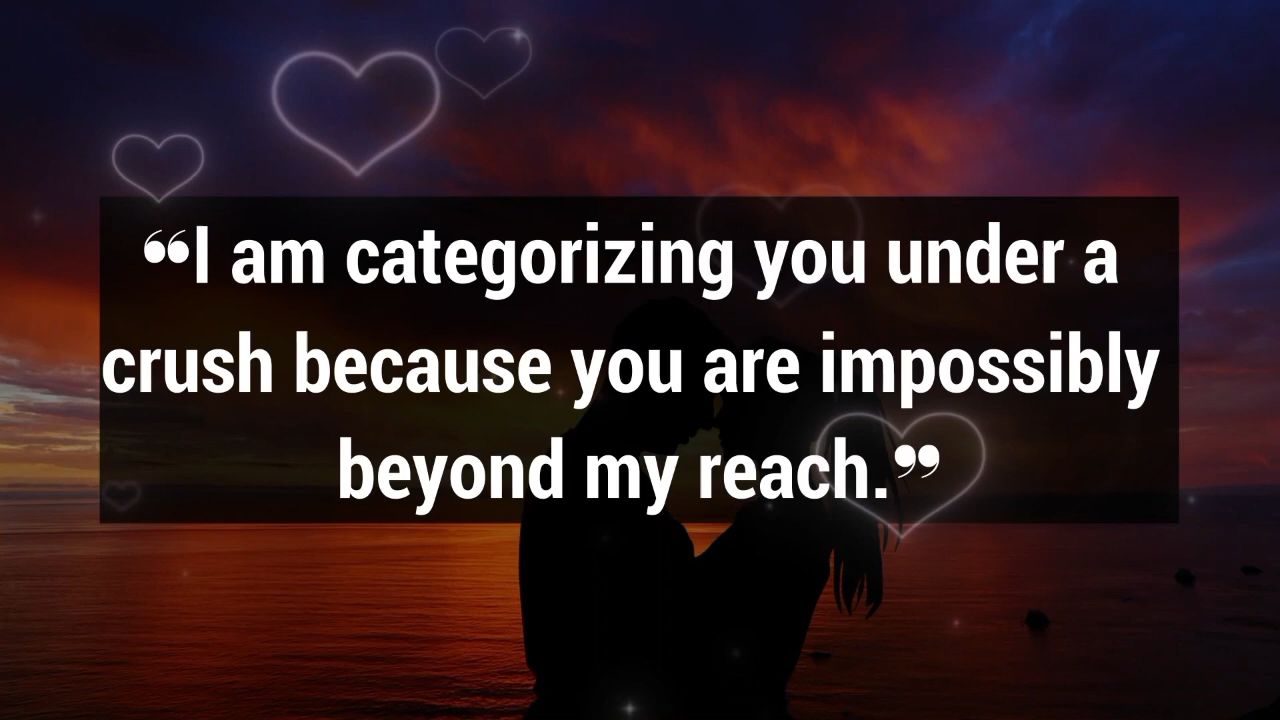 ❝I am categorizing you under a
crush because you are impossibly
beyond my reach.❞